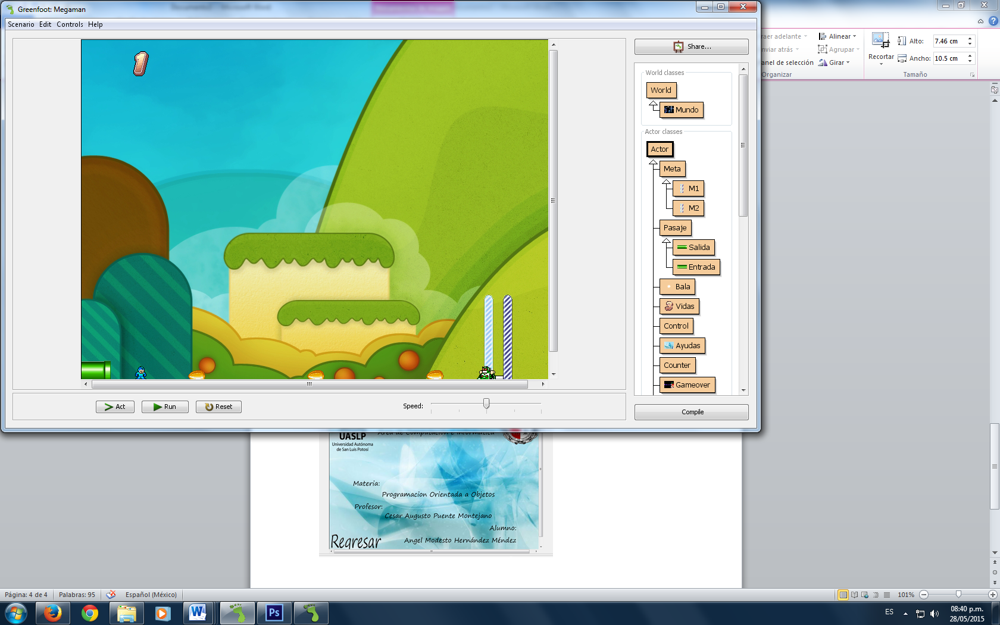 Greenfoot: Megaman
Scenario Edit Controls Help
1
Share...
World classes
World
Mundo
Actor classes
Actor
Meta
M1
M2
Pasaje
Salida
Entrada
Bala
Vidas
Control
Ayudas
Counter
Gameover
Act Run Reset Speed:
Compile
raer adelante
nviar atrás
anel de selección
Organizar
Alinear
Agrupar
Girar
Recortar
Alto: 7.46 cm
Ancho: 10.5 cm
Tamaño
UASLP
Universidad Autónoma
de San Luis Potosí
Area de Computación e Informática
Materia:
Programacion Orientada a Objetos
Profesor:
Cesar Augusto Puente Montejano
Alumno:
Angel Modesto Hernández Méndez
Regresar
Página: 4 de 4 Palabras: 95 Español (México) 101%
W Ps ES 08:40 p.m.
28/05/2015